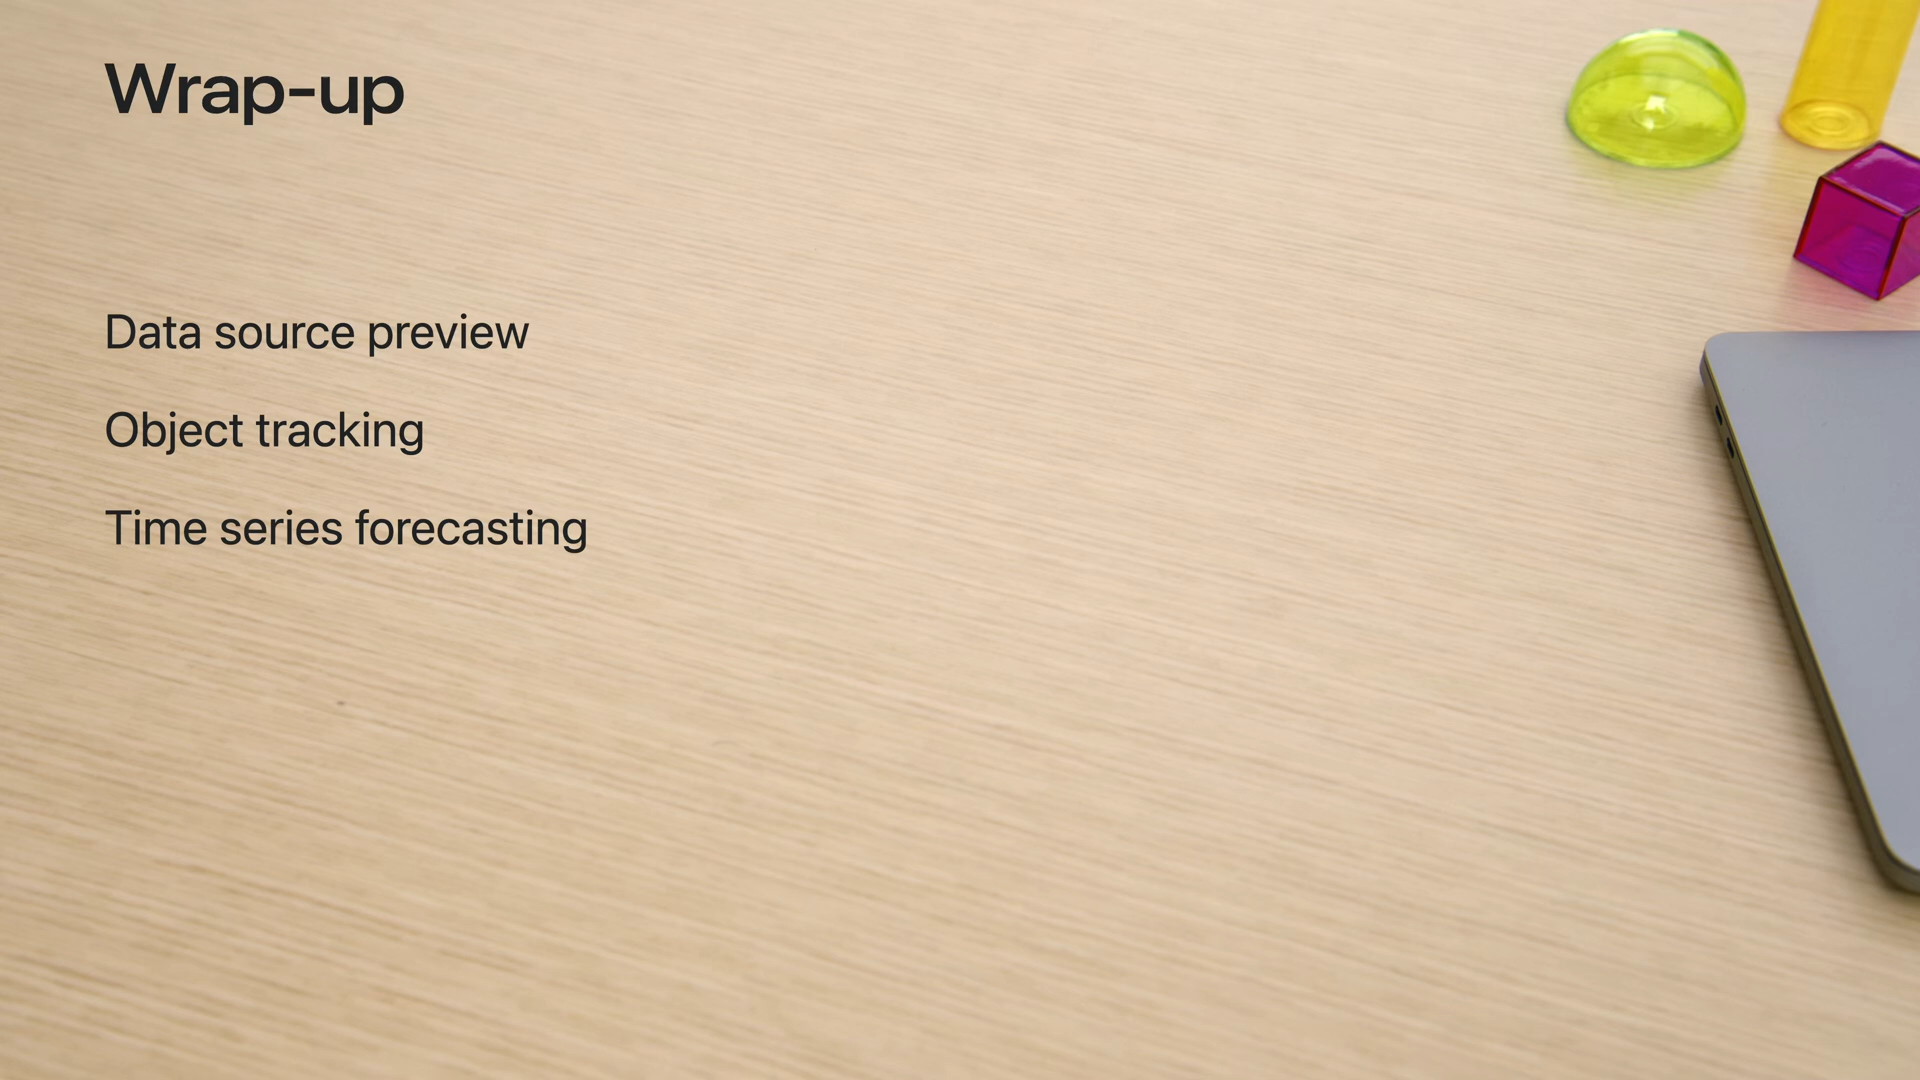 Wrap-up
Data source preview
Object tracking
Time series forecasting